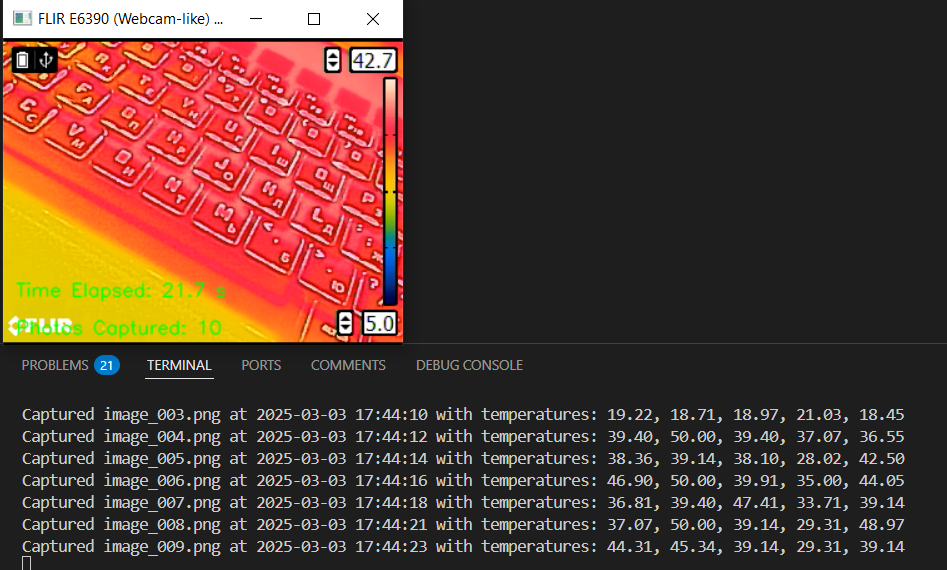 FLIR E6390 (Webcam-like) ...
42.7
Time Elapsed: 21.7 s
Photos Captured: 10
5.0
PROBLEMS 21 TERMINAL PORTS COMMENTS DEBUG CONSOLE
Captured image_003.png at 2025-03-03 17:44:10 with temperatures: 19.22, 18.71, 18.97, 21.03, 18.45
Captured image_004.png at 2025-03-03 17:44:12 with temperatures: 39.40, 50.00, 39.40, 37.07, 36.55
Captured image_005.png at 2025-03-03 17:44:14 with temperatures: 38.36, 39.14, 38.10, 28.02, 42.50
Captured image_006.png at 2025-03-03 17:44:16 with temperatures: 46.90, 50.00, 39.91, 35.00, 44.05
Captured image_007.png at 2025-03-03 17:44:18 with temperatures: 36.81, 39.40, 47.41, 33.71, 39.14
Captured image_008.png at 2025-03-03 17:44:21 with temperatures: 37.07, 50.00, 39.14, 29.31, 48.97
Captured image_009.png at 2025-03-03 17:44:23 with temperatures: 44.31, 45.34, 39.14, 29.31, 39.14